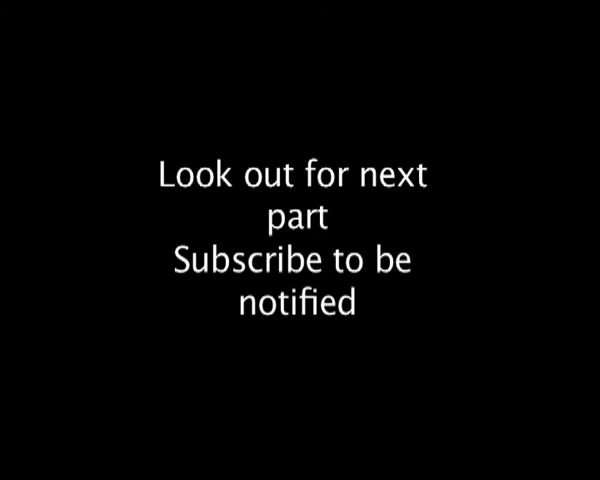 Look out for next
part
Subscribe to be
notified